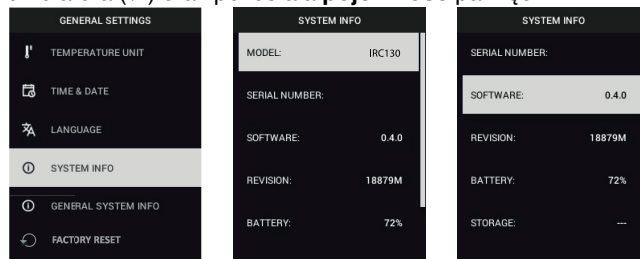 GENERAL SETTINGS
TEMPERATURE UNIT
TIME & DATE
LANGUAGE
SYSTEM INFO
GENERAL SYSTEM INFO
FACTORY RESET
SYSTEM INFO
MODEL: IRC130
SERIAL NUMBER:
SOFTWARE: 0.4.0
REVISION: 18879M
BATTERY: 72%
SYSTEM INFO
SERIAL NUMBER:
SOFTWARE: 0.4.0
REVISION: 18879M
BATTERY: 72%
STORAGE: ---